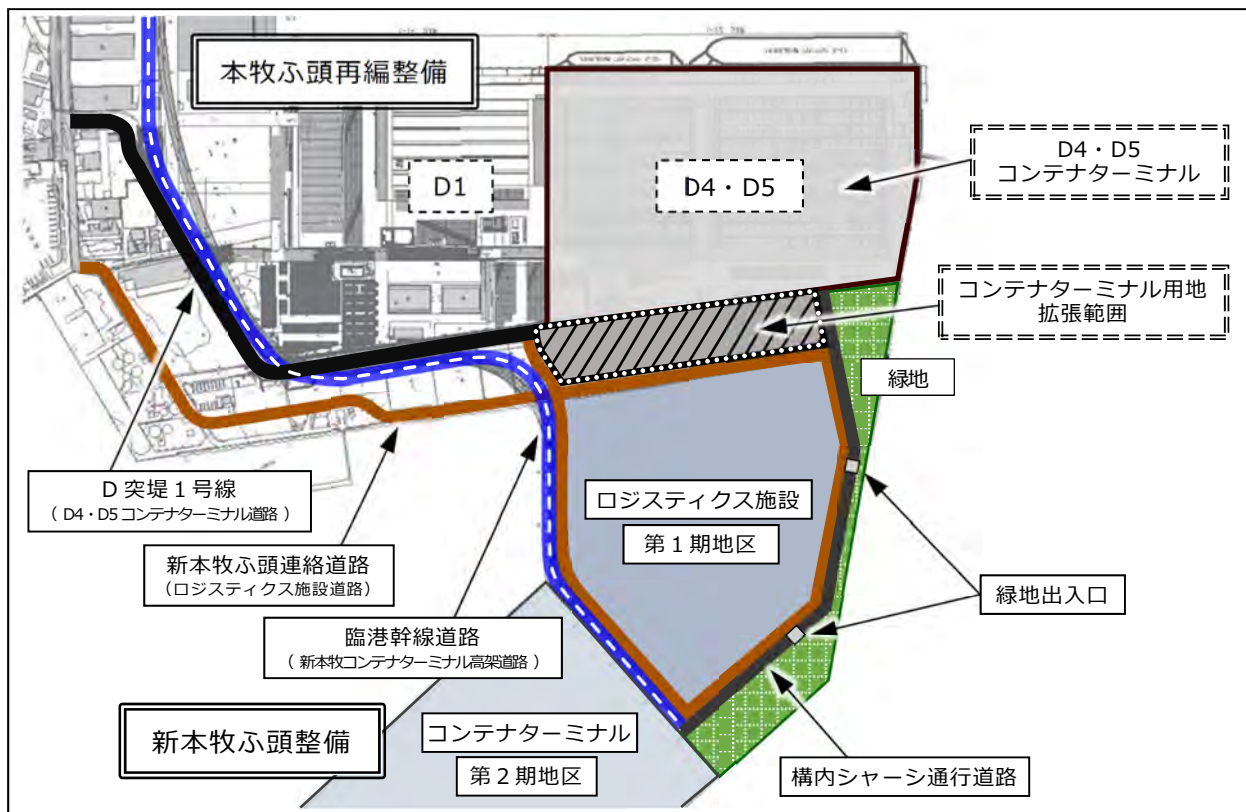 本牧ふ頭再編整備
D1
D4・D5
D4・D5
コンテナターミナル
コンテナターミナル用地
拡張範囲
緑地
D突堤1号線
（D4・D5コンテナターミナル道路）
ロジスティクス施設
第1期地区
新本牧ふ頭連絡道路
（ロジスティクス施設道路）
緑地出入口
臨港幹線道路
（新本牧コンテナターミナル高架道路）
新本牧ふ頭整備
コンテナターミナル
第2期地区
構内シャーシ通行道路